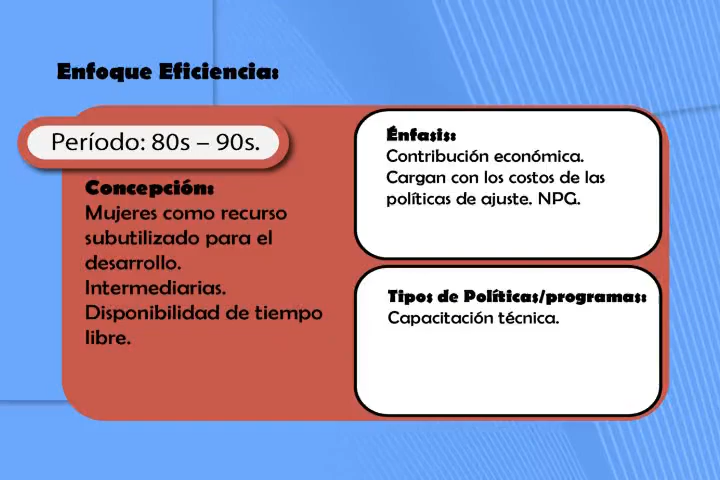 Enfoque Eficiencia:
Período: 80s – 90s.
Concepción:
Mujeres como recurso
subutilizado para el
desarrollo.
Intermediarias.
Disponibilidad de tiempo
libre.
Énfasis:
Contribución económica.
Cargan con los costos de las
políticas de ajuste. NPG.
Tipos de Políticas/programas:
Capacitación técnica.